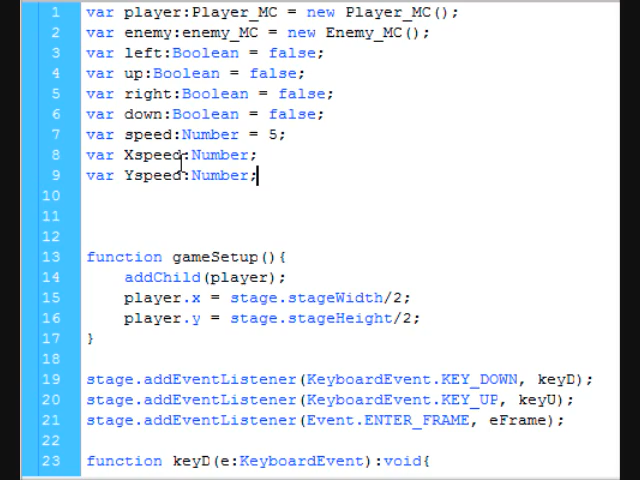 1 var player:Player_MC = new Player_MC();
2 var enemy:enemy_MC = new Enemy_MC();
3 var left:Boolean = false;
4 var up:Boolean = false;
5 var right:Boolean = false;
6 var down:Boolean = false;
7 var speed:Number = 5;
8 var Xspeed:Number;
9 var Yspeed:Number;
10
11
12
13 function gameSetup(){
14 addChild(player);
15 player.x = stage.stageWidth/2;
16 player.y = stage.stageHeight/2;
17 }
18
19 stage.addEventListener(KeyboardEvent.KEY_DOWN, keyD);
20 stage.addEventListener(KeyboardEvent.KEY_UP, keyU);
21 stage.addEventListener(Event.ENTER_FRAME, eFrame);
22
23 function keyD(e:KeyboardEvent):void{